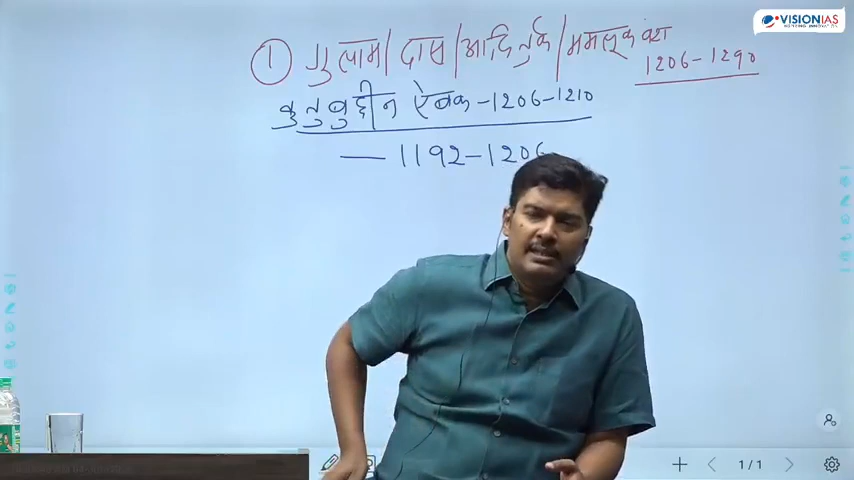 VISIONIAS
① गुलाम/दास/आदितुर्क/ममलूक वंश
1206-1290
कुतुबुद्दीन ऐबक-1206-1210
— 1192-1206
1/1